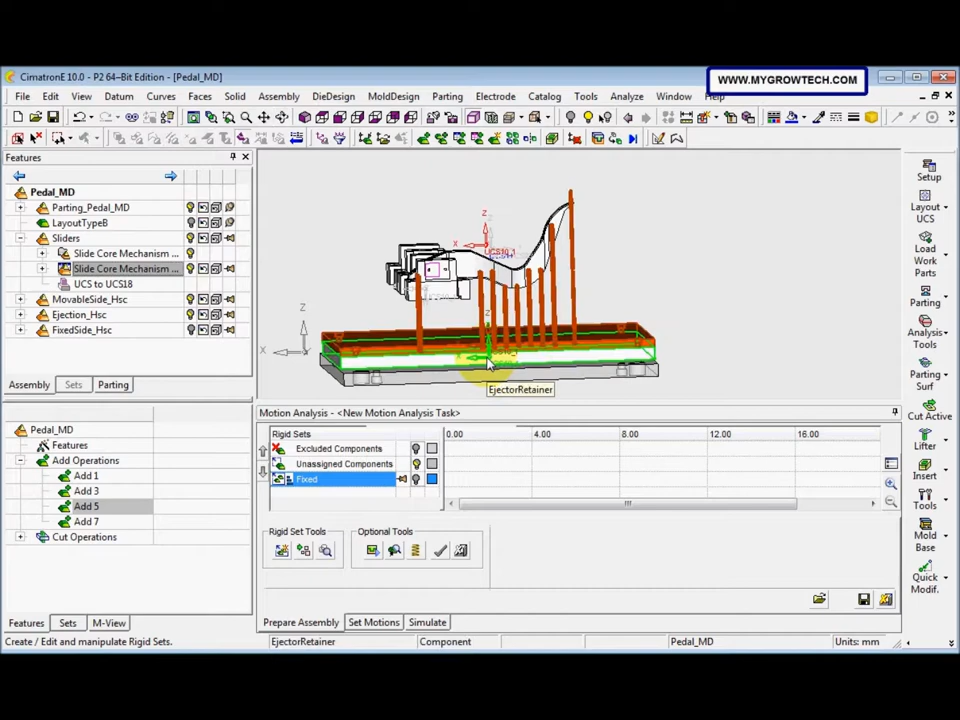 CimatronE 10.0 - P2 64-Bit Edition - [Pedal_MD]
WWW.MYGROWTECH.COM
File Edit View Datum Curves Faces Solid Assembly DieDesign MoldDesign Parting Electrode Catalog Tools Analyze Window Help
Features
Pedal_MD
Parting_Pedal_MD
LayoutTypeB
Sliders
Slide Core Mechanism ...
Slide Core Mechanism ...
UCS to UCS18
MovableSide_Hsc
Ejection_Hsc
FixedSide_Hsc
Assembly Sets Parting
Pedal_MD
Features
Add Operations
Add 1
Add 3
Add 5
Add 7
Cut Operations
Features Sets M-View
Z
X
Z
X
Z
EjectorRetainer
Motion Analysis - <New Motion Analysis Task>
Rigid Sets
0.00 4.00 8.00 12.00 16.00
Excluded Components
Unassigned Components
Fixed
Rigid Set Tools
Optional Tools
Prepare Assembly Set Motions Simulate
Setup
Layout UCS
Load Work Parts
Parting
Analysis Tools
Parting Surf
Cut Active
Lifter
Insert
Tools
Mold Base
Quick Modif.
Create / Edit and manipulate Rigid Sets. EjectorRetainer Component Pedal_MD Units: mm